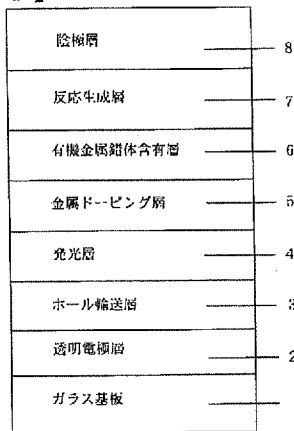 陰極層 8
反応生成層 7
有機金属錯体含有層 6
金属ドーピング層 5
発光層 4
ホール輸送層 3
透明電極層 2
ガラス基板